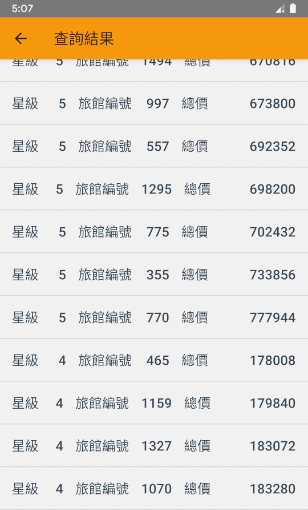 5:07
查詢結果
星級 5 旅館編號 1494 總價 670816
星級 5 旅館編號 997 總價 673800
星級 5 旅館編號 557 總價 692352
星級 5 旅館編號 1295 總價 698200
星級 5 旅館編號 775 總價 702432
星級 5 旅館編號 355 總價 733856
星級 5 旅館編號 770 總價 777944
星級 4 旅館編號 465 總價 178008
星級 4 旅館編號 1159 總價 179840
星級 4 旅館編號 1327 總價 183072
星級 4 旅館編號 1070 總價 183280